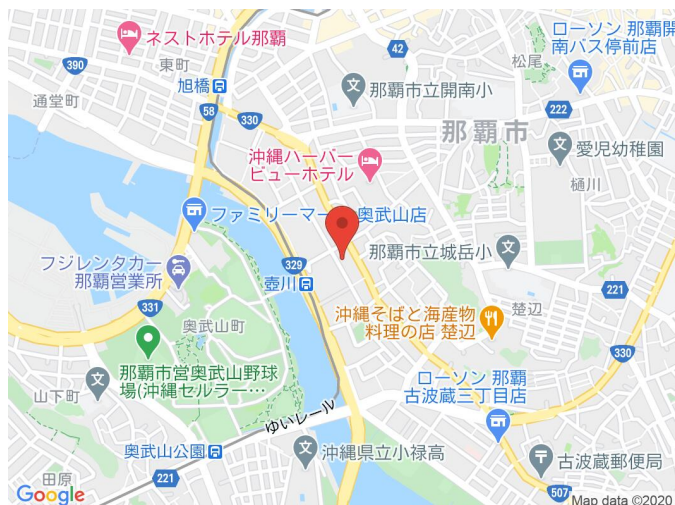 ネストホテル那覇
東町
390
通堂町
旭橋
58
330
42
那覇市立開南小
松尾
ローソン 那覇開
南バス停前店
222
那覇市
愛児幼稚園
樋川
沖縄ハーバー
ビューホテル
ファミリーマー
奥武山店
フジレンタカー
那覇営業所
329
壺川
那覇市立城岳小
221
331
奥武山町
沖縄そばと海産物
料理の店 楚辺
楚辺
330
那覇市営奥武山野球
場(沖縄セルラー…
山下町
ローソン 那覇
古波蔵三丁目店
ゆいレール
奥武山公園
沖縄県立小禄高
古波蔵郵便局
田原
221
507
Google
Map data ©2020